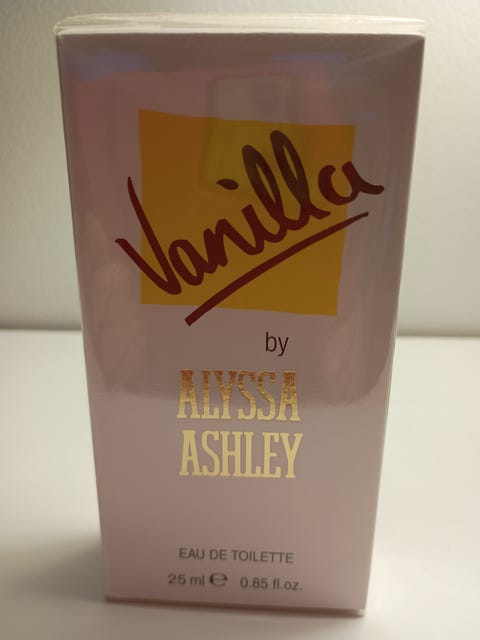 Vanilla
by
ALYSSA
ASHLEY
EAU DE TOILETTE
25 ml ℮ 0.85 fl.oz.